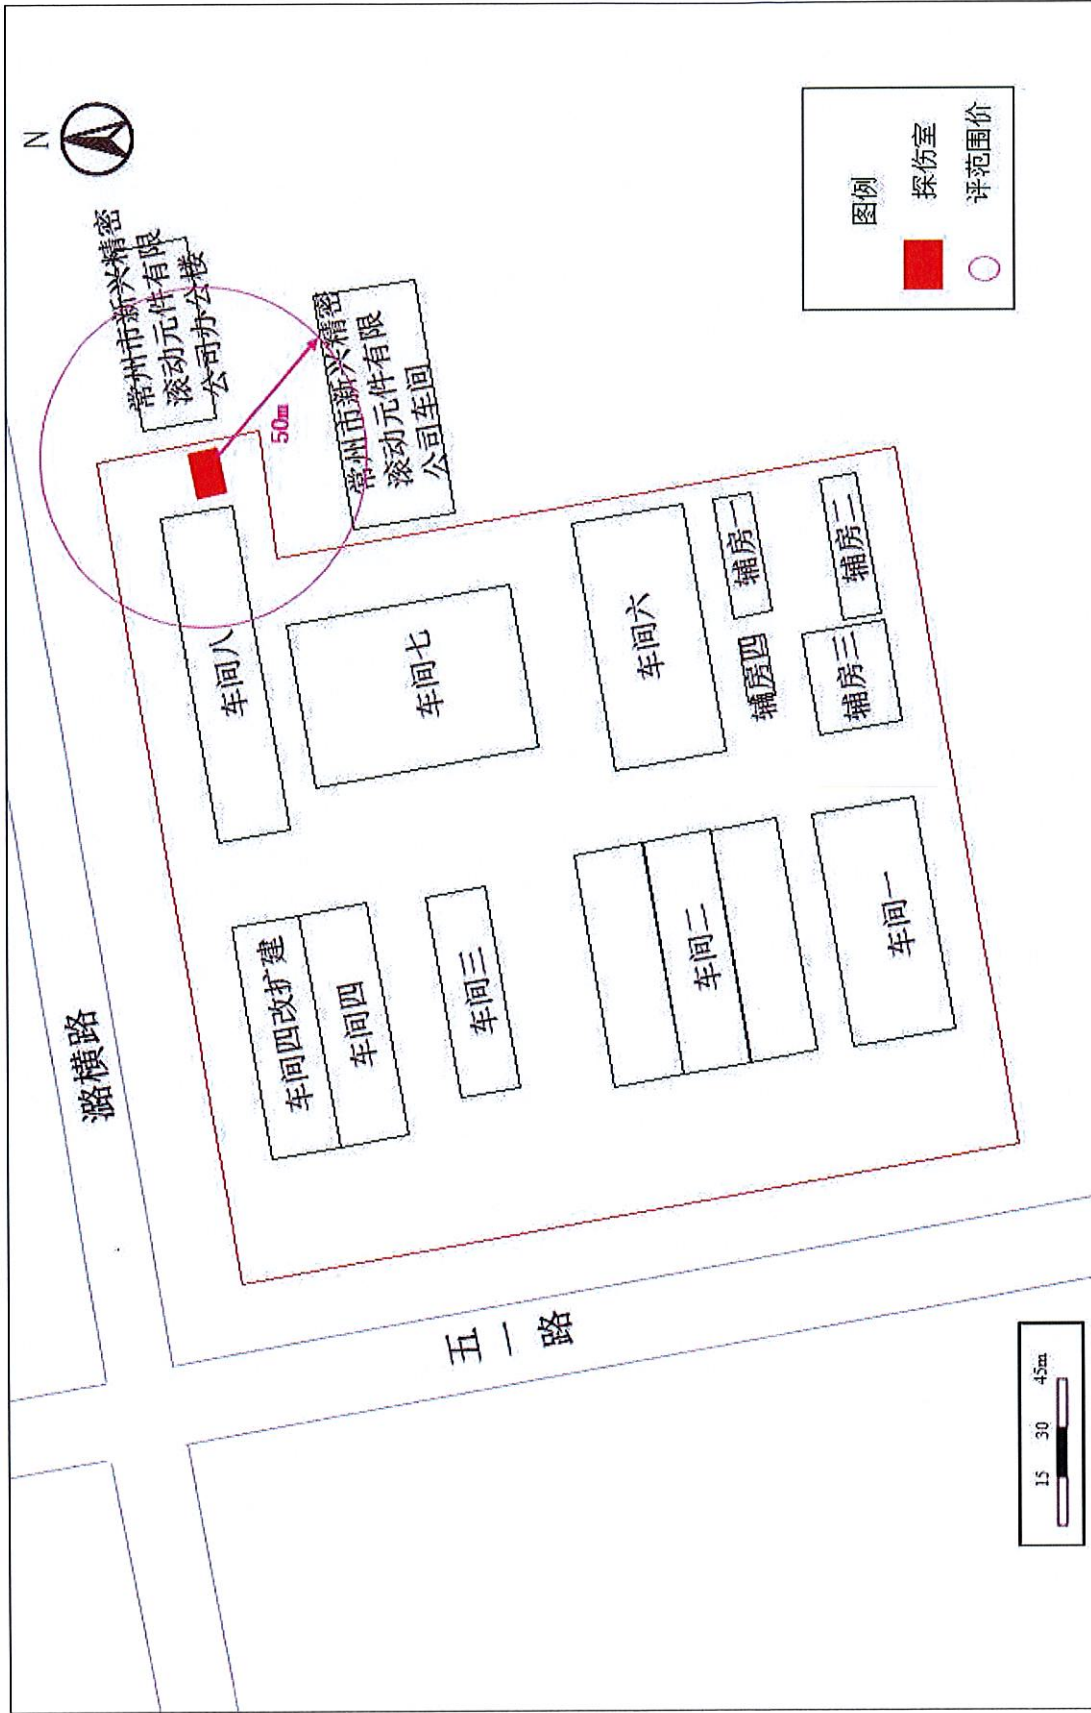 N
常州市新兴精密
滚动元件有限
公司办公楼
潞横路
50m
常州市新兴精密
滚动元件有限
公司车间
车间八
车间七
车间四改扩建
车间四
车间三
车间六
辅房一
辅房二
辅房四
辅房三
车间二
车间一
五一路
图例
探伤室
评范围价
15 30 45m